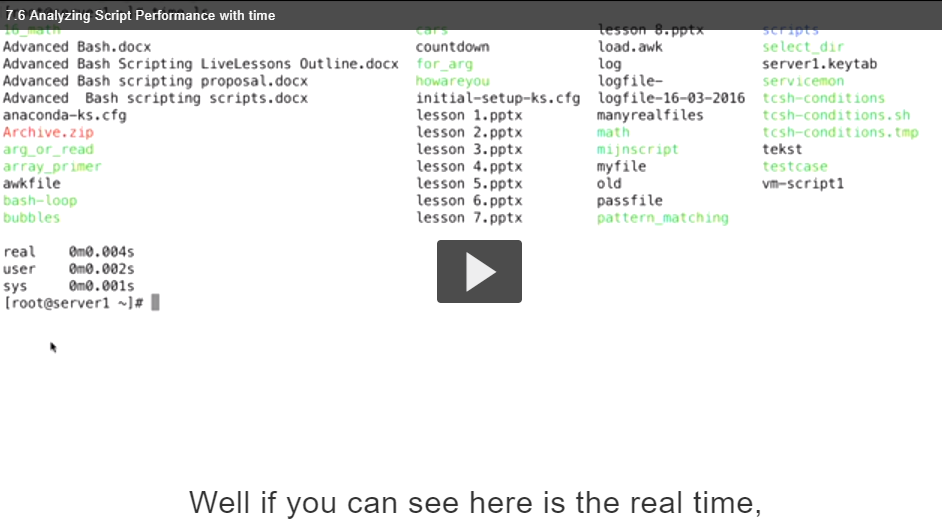 7.6 Analyzing Script Performance with time
16_math cars lesson 8.pptx scripts
Advanced Bash.docx countdown load.awk select_dir
Advanced Bash Scripting LiveLessons Outline.docx for_arg log server1.keytab
Advanced Bash scripting proposal.docx howareyou logfile- servicemon
Advanced  Bash scripting scripts.docx initial-setup-ks.cfg logfile-16-03-2016 tcsh-conditions
anaconda-ks.cfg lesson 1.pptx manyrealfiles tcsh-conditions.sh
Archive.zip lesson 2.pptx math tcsh-conditions.tmp
arg_or_read lesson 3.pptx mijnscript tekst
array_primer lesson 4.pptx myfile testcase
awkfile lesson 5.pptx old vm-script1
bash-loop lesson 6.pptx passfile
bubbles lesson 7.pptx pattern_matching
real 0m0.004s
user 0m0.002s
sys 0m0.001s
[root@server1 ~]#
Well if you can see here is the real time,